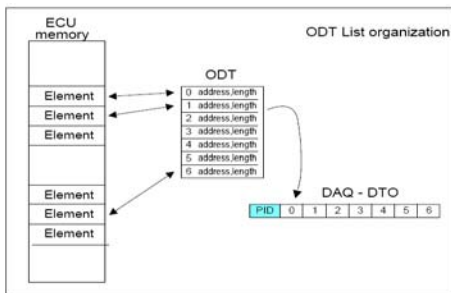 ECU
memory
ODT List organization
ODT
Element
Element
Element
Element
Element
Element
0 address,length
1 address,length
2 address,length
3 address,length
4 address,length
5 address,length
6 address,length
DAQ - DTO
PID 0 1 2 3 4 5 6